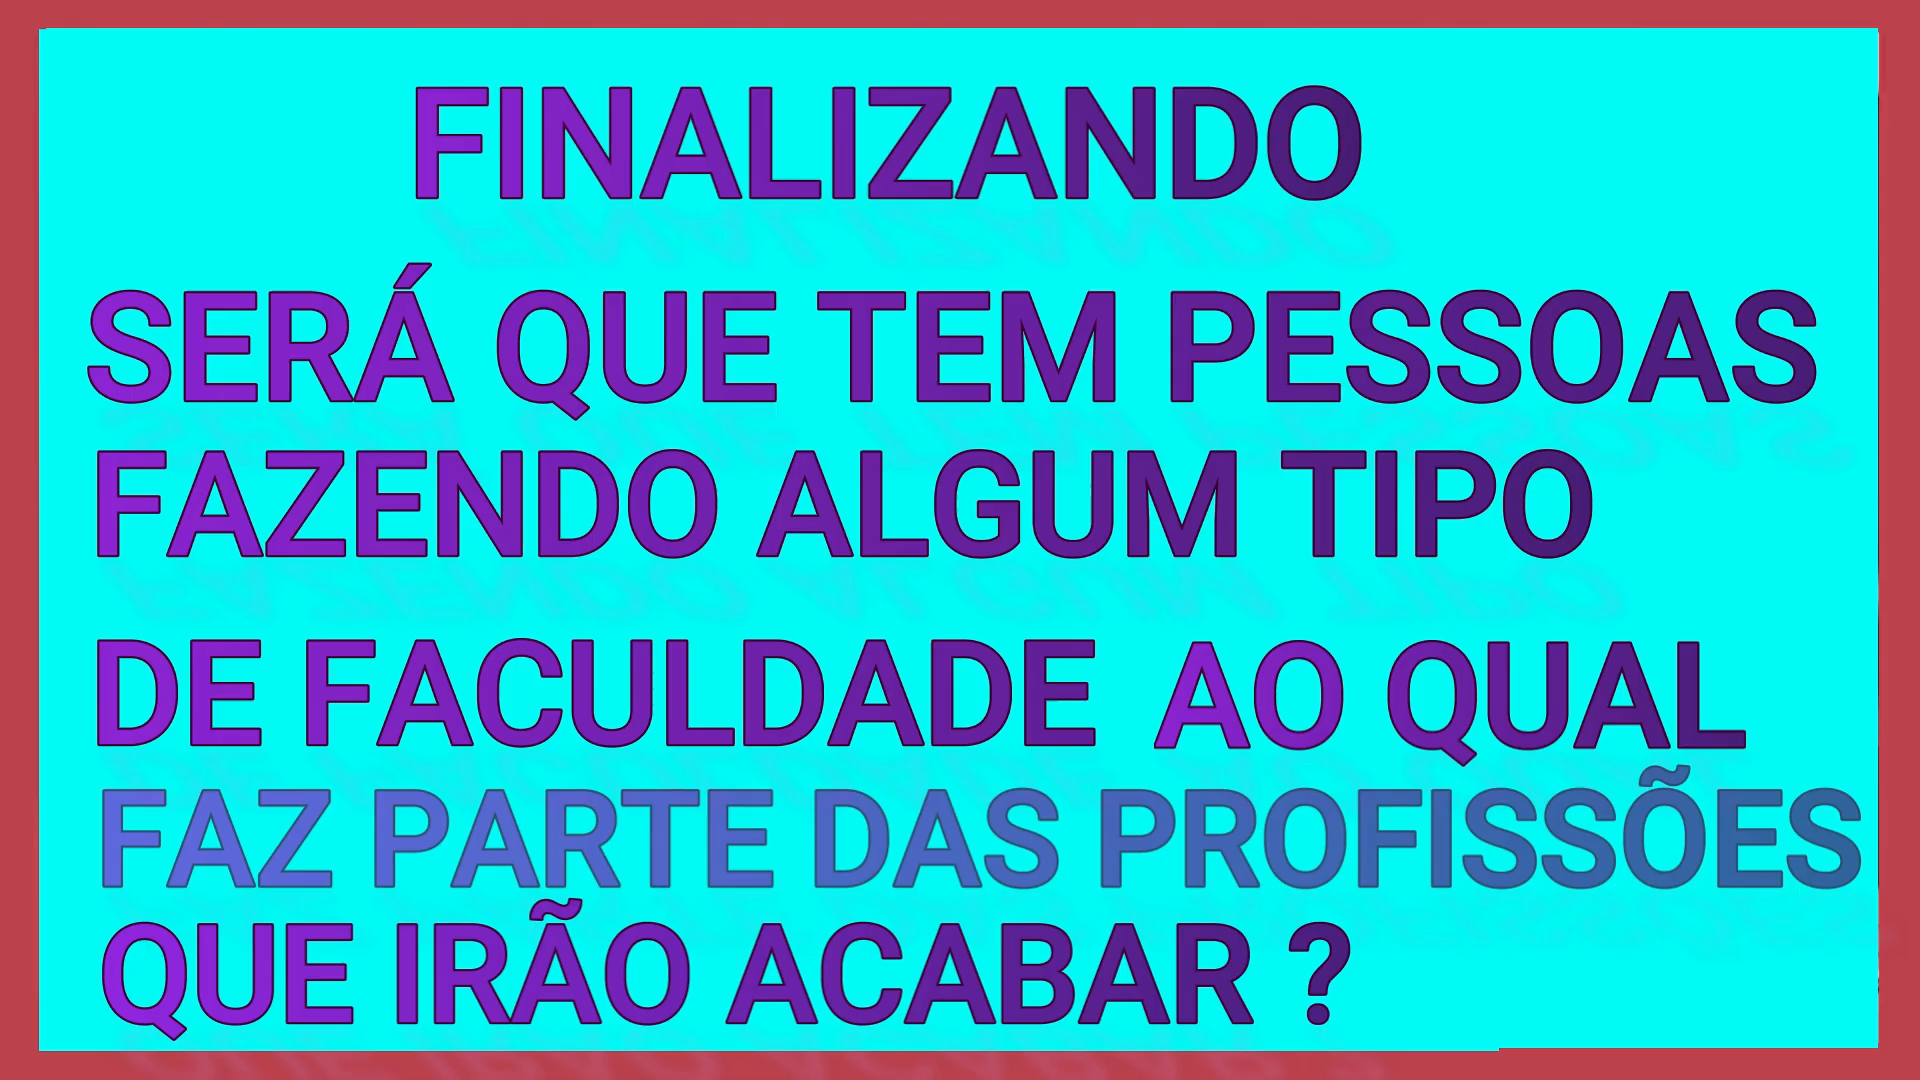 FINALIZANDO
SERÁ QUE TEM PESSOAS
FAZENDO ALGUM TIPO
DE FACULDADE AO QUAL
FAZ PARTE DAS PROFISSÕES
QUE IRÃO ACABAR ?